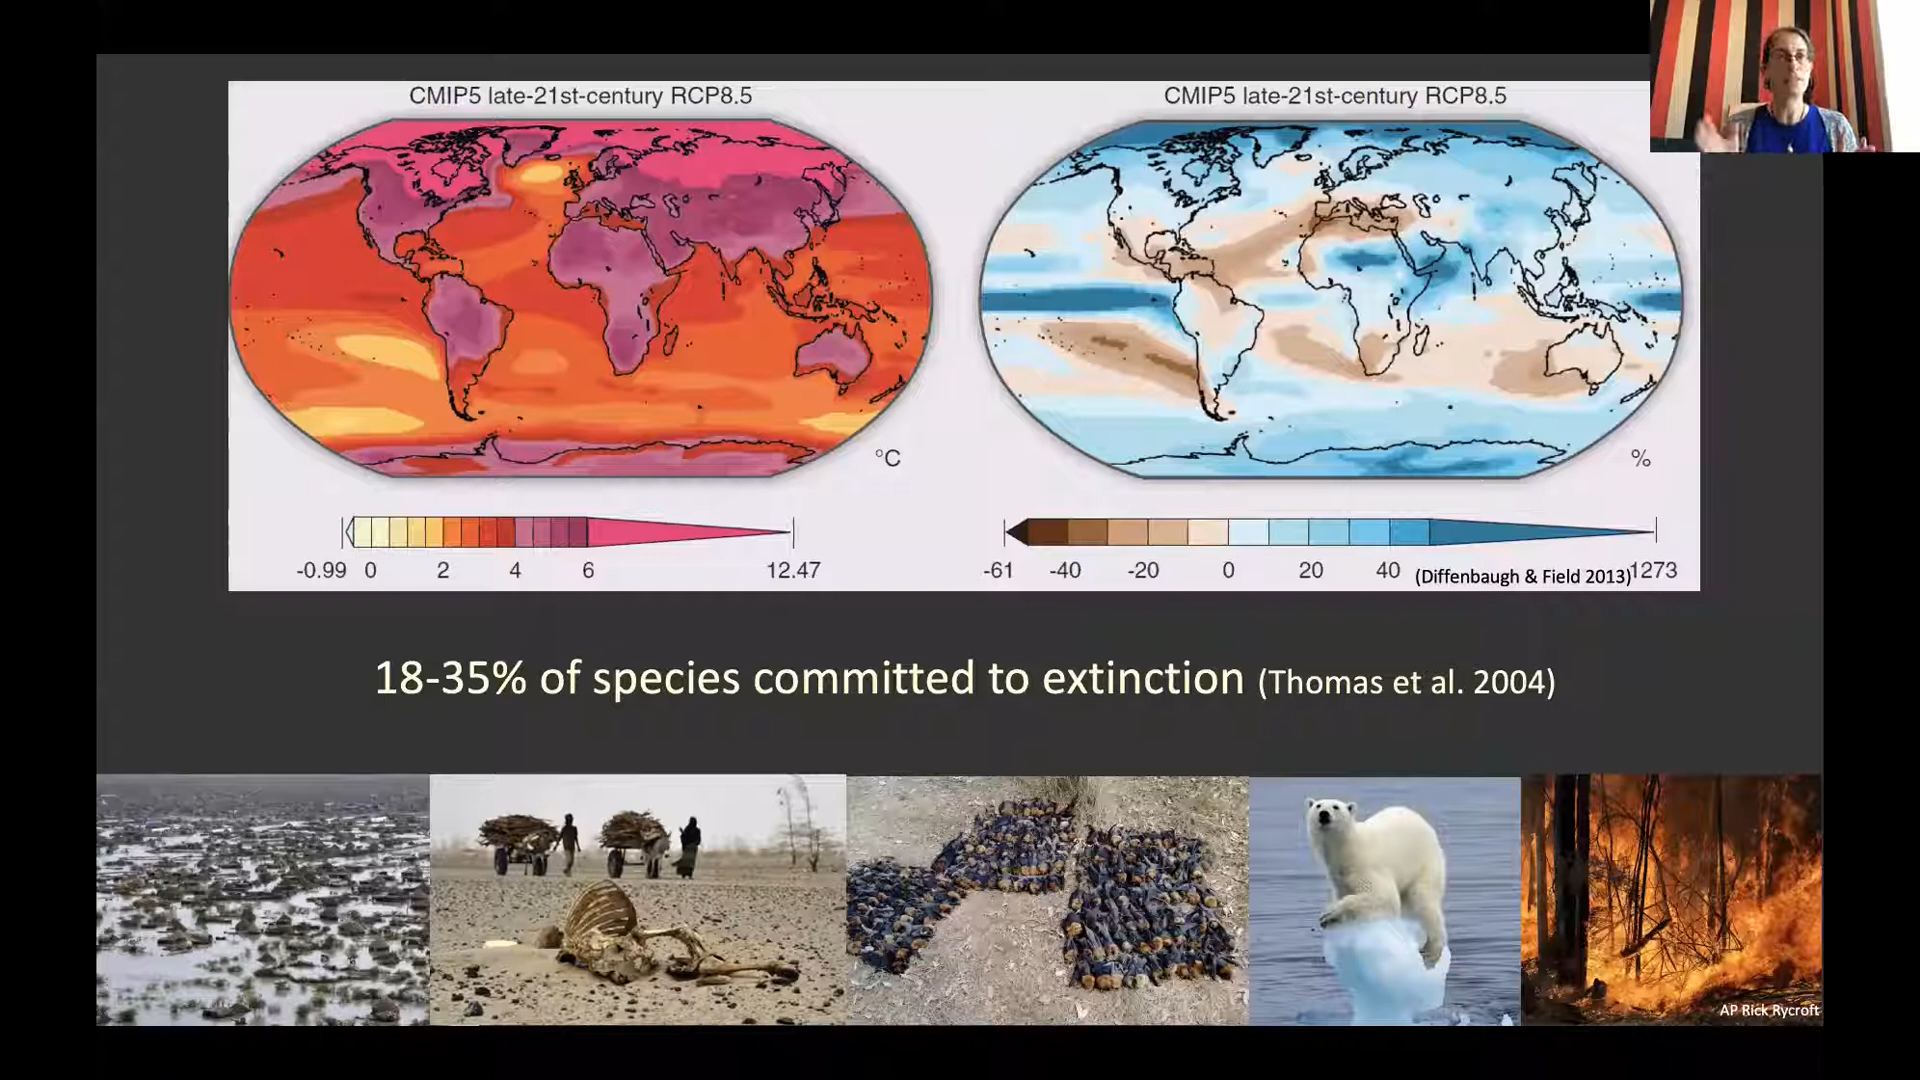 CMIP5 late-21st-century RCP8.5
CMIP5 late-21st-century RCP8.5
°C
%
-0.99 0 2 4 6 12.47
-61 -40 -20 0 20 40 1273
(Diffenbaugh & Field 2013)
18-35% of species committed to extinction (Thomas et al. 2004)
AP Rick Rycroft